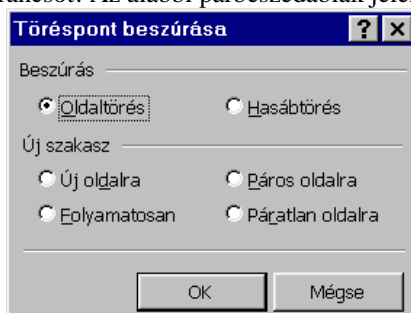 Töréspont beszúrása ? ×
Beszúrás
Oldaltörés Hasábtörés
Új szakasz
Új oldalra Páros oldalra
Folyamatosan Páratlan oldalra
OK Mégse